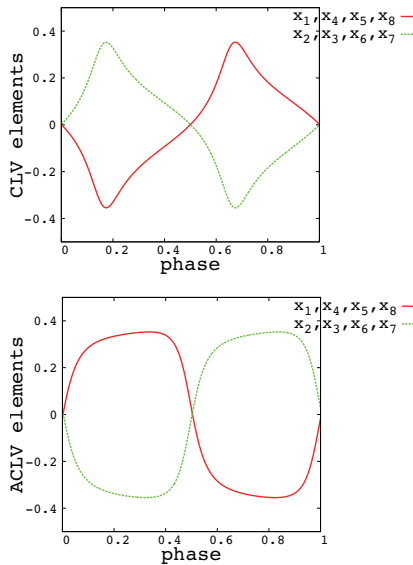 x1,x4,x5,x8
x2,x3,x6,x7
0.4
0.2
0
-0.2
-0.4
CLV elements
0 0.2 0.4 0.6 0.8 1
phase
x1,x4,x5,x8
x2,x3,x6,x7
0.4
0.2
0
-0.2
-0.4
ACLV elements
0 0.2 0.4 0.6 0.8 1
phase